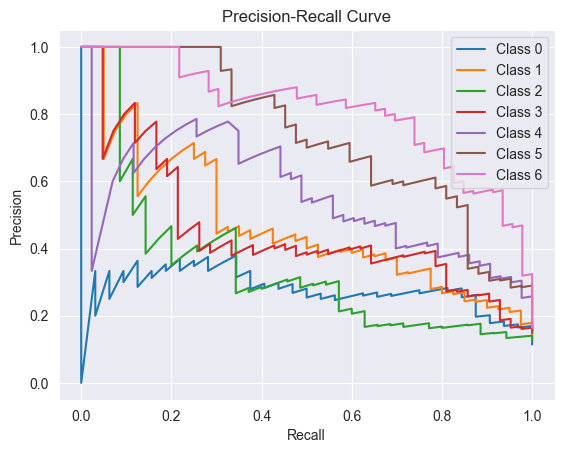 Precision-Recall Curve
Class 0
Class 1
Class 2
Class 3
Class 4
Class 5
Class 6
Precision
1.0
0.8
0.6
0.4
0.2
0.0
0.0 0.2 0.4 0.6 0.8 1.0
Recall